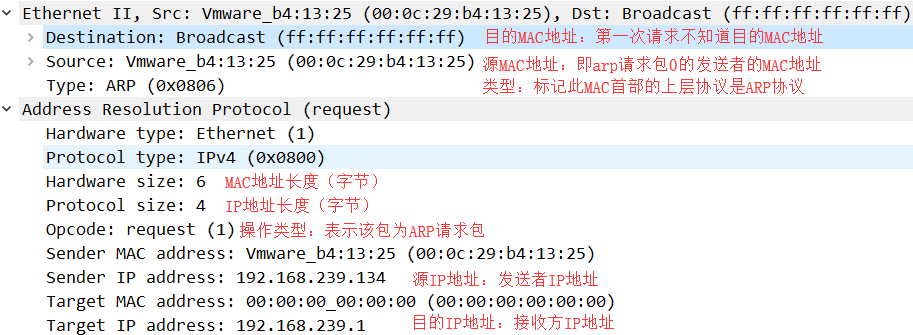 Ethernet II, Src: Vmware_b4:13:25 (00:0c:29:b4:13:25), Dst: Broadcast (ff:ff:ff:ff:ff:ff)
Destination: Broadcast (ff:ff:ff:ff:ff:ff) 目的MAC地址：第一次请求不知道目的MAC地址
Source: Vmware_b4:13:25 (00:0c:29:b4:13:25) 源MAC地址：即arp请求包0的发送者的MAC地址
Type: ARP (0x0806) 类型：标记此MAC首部的上层协议是ARP协议
Address Resolution Protocol (request)
Hardware type: Ethernet (1)
Protocol type: IPv4 (0x0800)
Hardware size: 6 MAC地址长度（字节）
Protocol size: 4 IP地址长度（字节）
Opcode: request (1) 操作类型：表示该包为ARP请求包
Sender MAC address: Vmware_b4:13:25 (00:0c:29:b4:13:25)
Sender IP address: 192.168.239.134 源IP地址：发送者IP地址
Target MAC address: 00:00:00_00:00:00 (00:00:00:00:00:00)
Target IP address: 192.168.239.1 目的IP地址：接收方IP地址